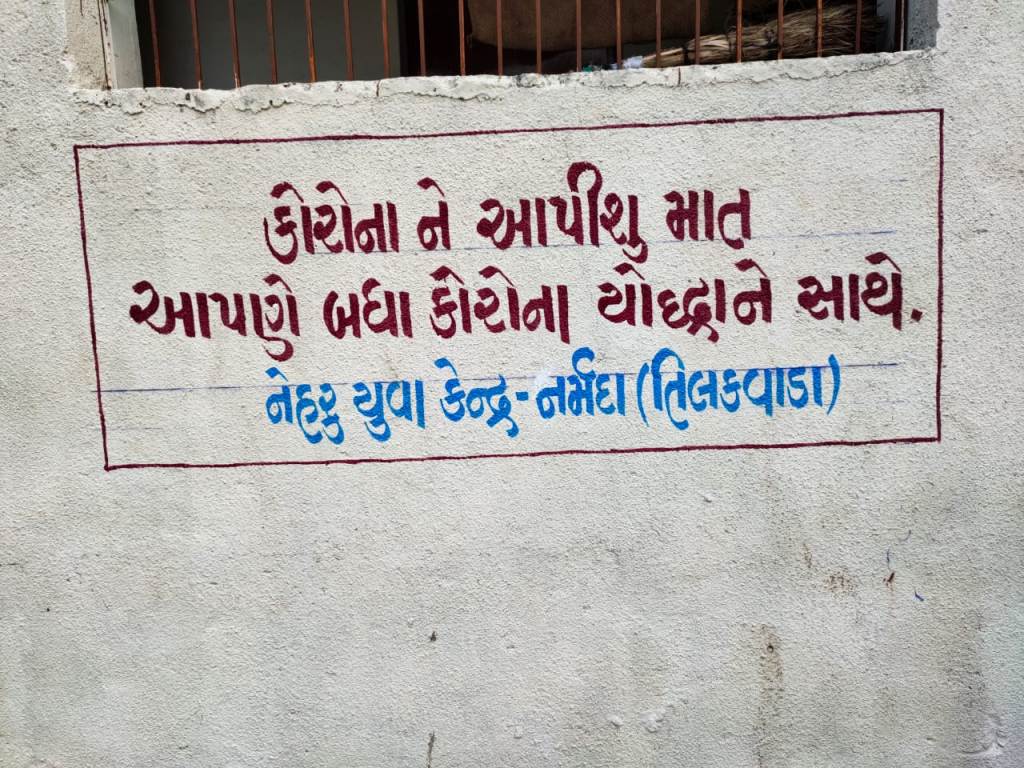 કોરોના ને આપીશુ માત
આપણે બધા કોરોના યોદ્ધાને સાથે.
નેહરુ યુવા કેન્દ્ર-નર્મદા (તિલકવાડા)